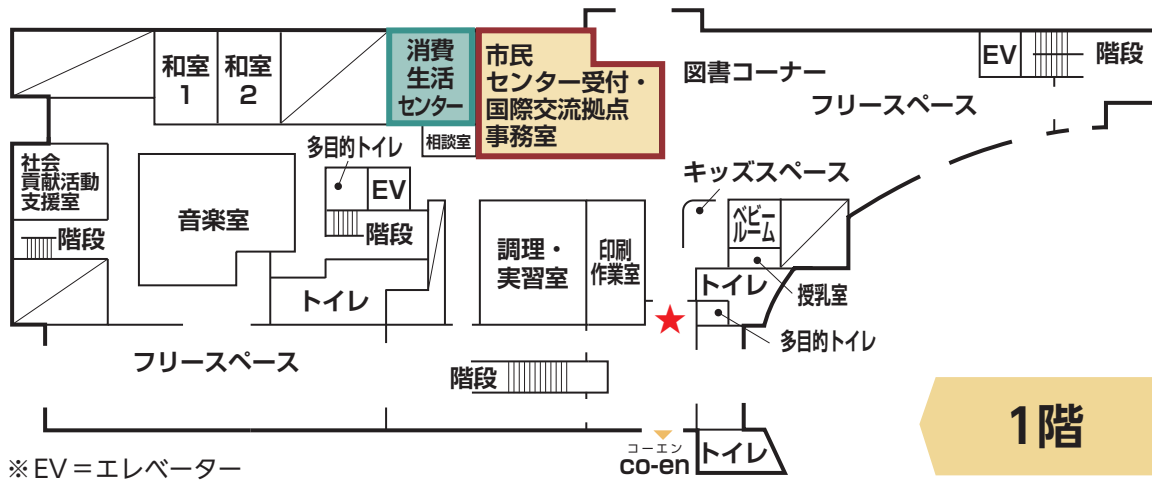 和室
1
和室
2
消費
生活
センター
市民
センター受付・
国際交流拠点
事務室
図書コーナー
フリースペース
EV
階段
相談室
多目的トイレ
EV
階段
社会
貢献活動
支援室
階段
音楽室
トイレ
調理・
実習室
印刷
作業室
キッズスペース
ベビー
ルーム
授乳室
トイレ
多目的トイレ
フリースペース
階段
コーエン
co-en
トイレ
1階
※EV=エレベーター